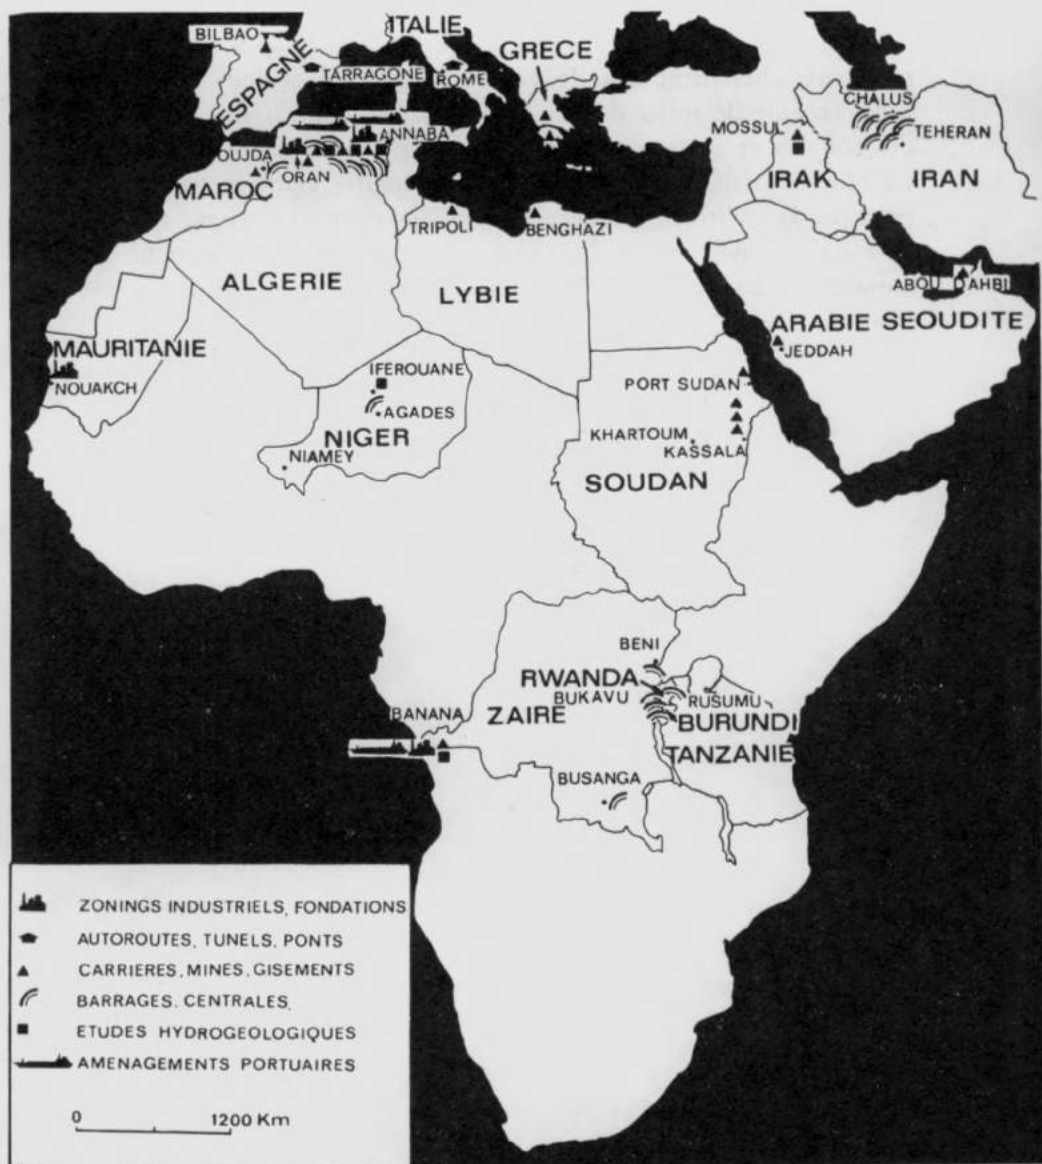 ITALIE
BILBAO
GRECE
ESPAGNE
TARRAGONE
ROME
CHALUS
TEHERAN
MOSSUL
ANNABA
OUJDA
ORAN
MAROC
IRAK
IRAN
TRIPOLI
BENGHAZI
ALGERIE
LYBIE
ABOU DAHBI
ARABIE SEOUDITE
JEDDAH
MAURITANIE
NOUAKCH
IFEROUANE
AGADES
NIGER
NIAMEY
PORT SUDAN
KHARTOUM
KASSALA
SOUDAN
BENI
RWANDA
BUKAVU
RUSUMU
BANANA
ZAIRE
BURUNDI
TANZANIE
BUSANGA
ZONINGS INDUSTRIELS, FONDATIONS
AUTOROUTES, TUNELS, PONTS
CARRIERES, MINES, GISEMENTS
BARRAGES, CENTRALES,
ETUDES HYDROGEOLOGIQUES
AMENAGEMENTS PORTUAIRES
0 1200 Km